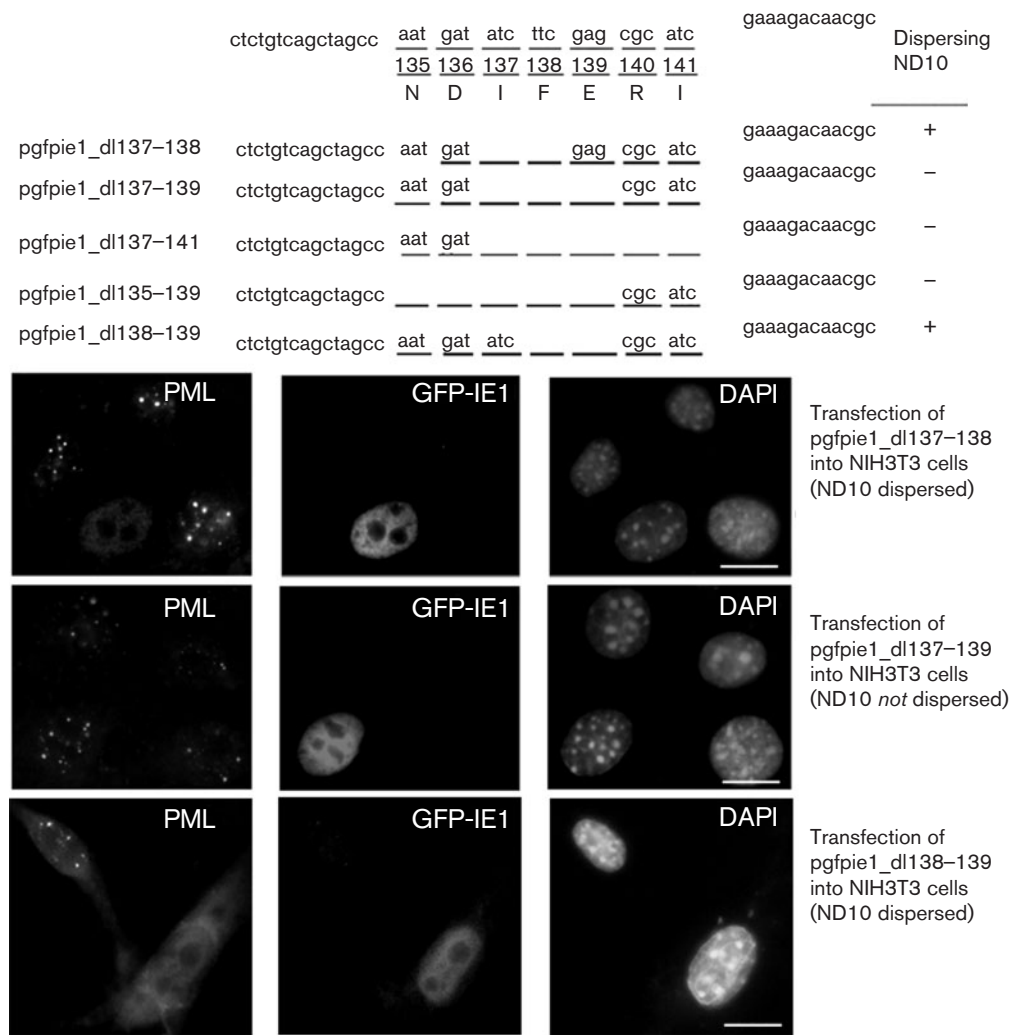 ctctgtcagctagcc aat gat atc ttc gag cgc atc gaaagacaacgc Dispersing
135 136 137 138 139 140 141 ND10
N D I F E R I
pgfpie1_dl137–138 ctctgtcagctagcc aat gat gag cgc atc gaaagacaacgc +
pgfpie1_dl137–139 ctctgtcagctagcc aat gat cgc atc gaaagacaacgc –
pgfpie1_dl137–141 ctctgtcagctagcc aat gat gaaagacaacgc –
pgfpie1_dl135–139 ctctgtcagctagcc cgc atc gaaagacaacgc –
pgfpie1_dl138–139 ctctgtcagctagcc aat gat atc cgc atc gaaagacaacgc +
PML GFP-IE1 DAPI
Transfection of
pgfpie1_dl137–138
into NIH3T3 cells
(ND10 dispersed)
PML GFP-IE1 DAPI
Transfection of
pgfpie1_dl137–139
into NIH3T3 cells
(ND10 not dispersed)
PML GFP-IE1 DAPI
Transfection of
pgfpie1_dl138–139
into NIH3T3 cells
(ND10 dispersed)